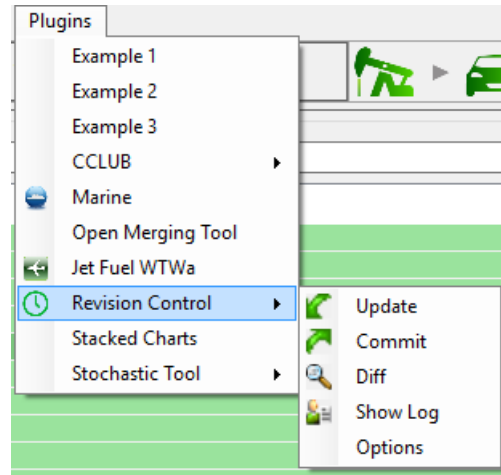 Plugins
Example 1
Example 2
Example 3
CCLUB
Marine
Open Merging Tool
Jet Fuel WTWa
Revision Control
Update
Stacked Charts
Commit
Stochastic Tool
Diff
Show Log
Options